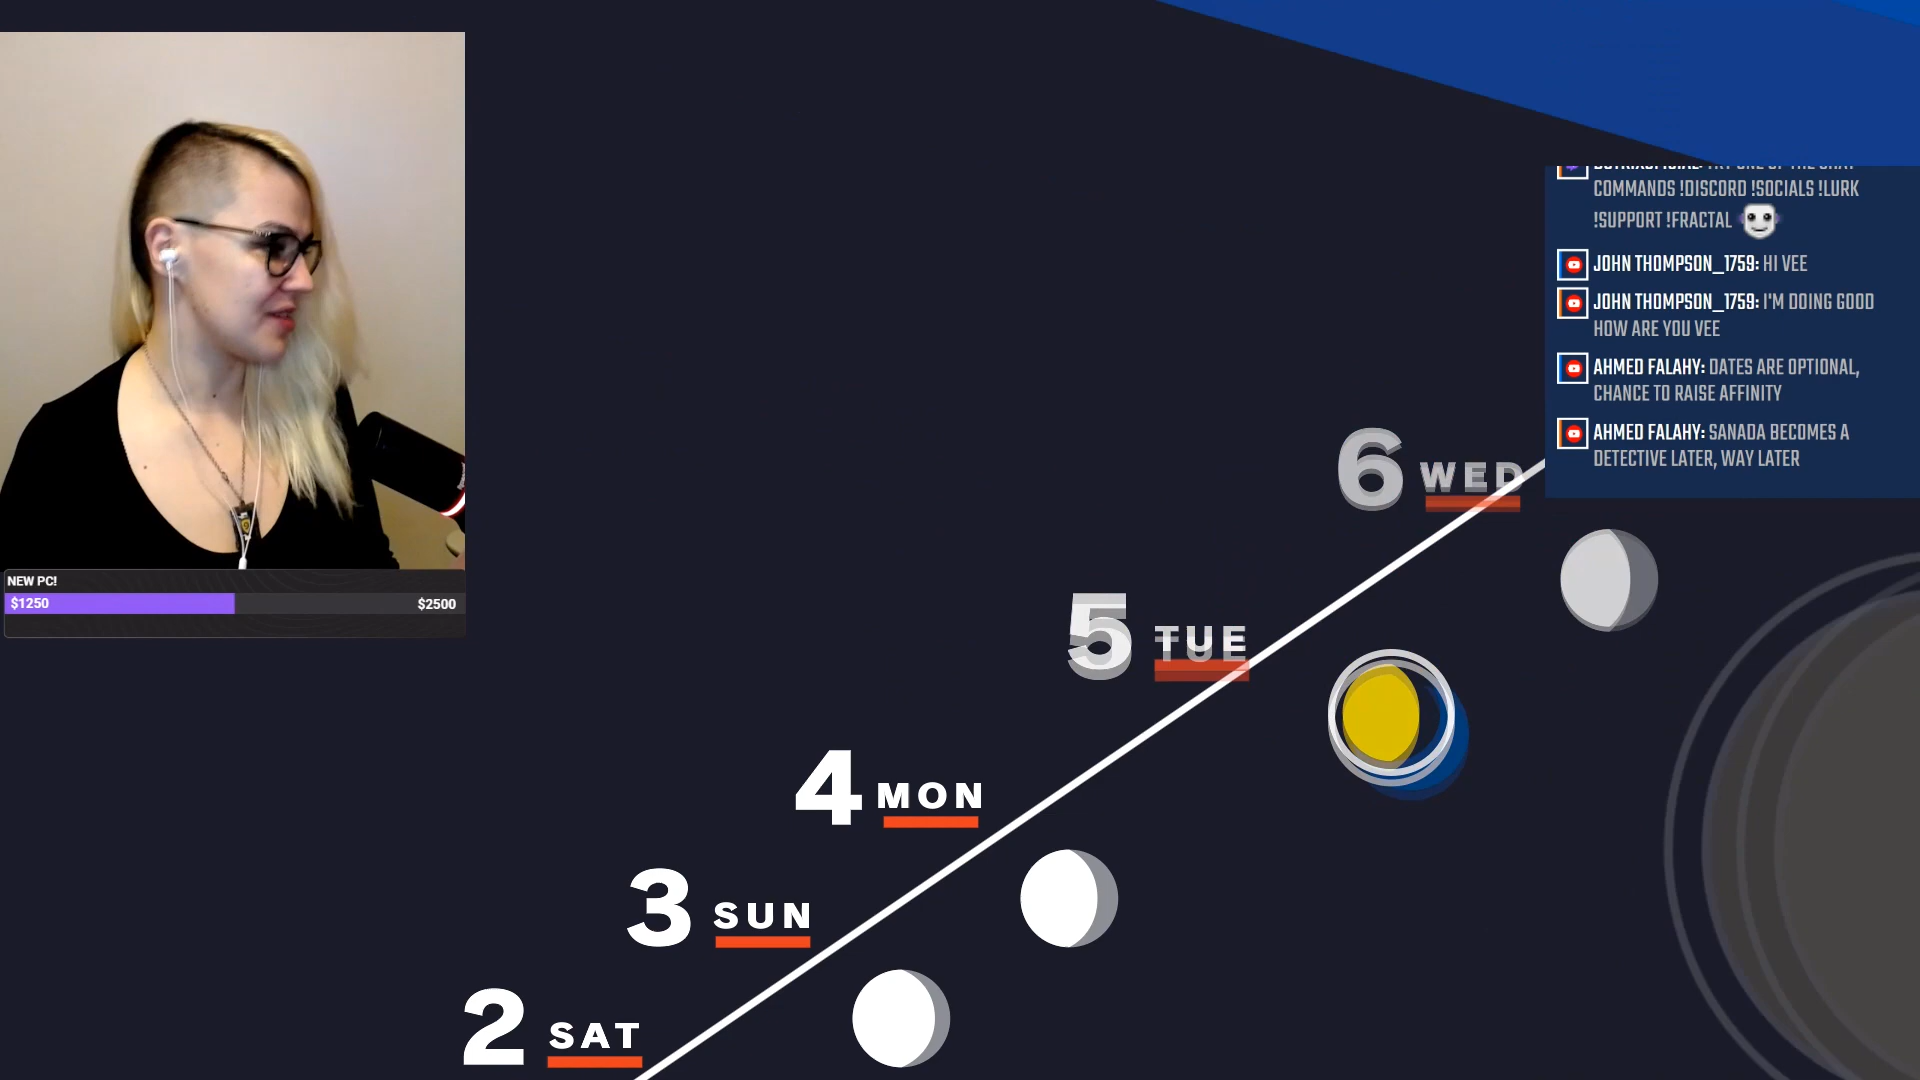 COMMANDS !DISCORD !SOCIALS !LURK
!SUPPORT !FRACTAL
JOHN THOMPSON_1759: HI VEE
JOHN THOMPSON_1759: I'M DOING GOOD
HOW ARE YOU VEE
AHMED FALAHY: DATES ARE OPTIONAL,
CHANCE TO RAISE AFFINITY
AHMED FALAHY: SANADA BECOMES A
DETECTIVE LATER, WAY LATER
6 WED
NEW PC!
$1250 $2500
5 TUE
4 MON
3 SUN
2 SAT